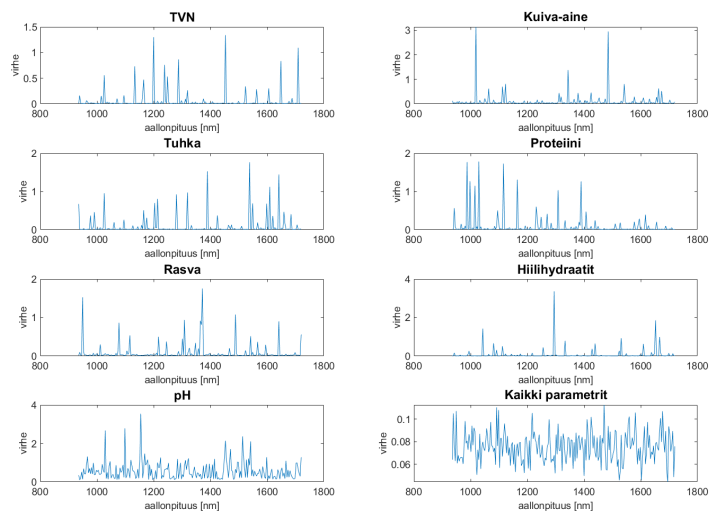 TVN
1.5
1
0.5
0
virhe
800 1000 1200 1400 1600 1800
aallonpituus [nm]
Kuiva-aine
3
2
1
0
virhe
800 1000 1200 1400 1600 1800
aallonpituus [nm]
Tuhka
2
1
0
virhe
800 1000 1200 1400 1600 1800
aallonpituus [nm]
Proteiini
2
1
0
virhe
800 1000 1200 1400 1600 1800
aallonpituus [nm]
Rasva
2
1
0
virhe
800 1000 1200 1400 1600 1800
aallonpituus [nm]
Hiilihydraatit
4
2
0
virhe
800 1000 1200 1400 1600 1800
aallonpituus [nm]
pH
4
2
0
virhe
800 1000 1200 1400 1600 1800
aallonpituus [nm]
Kaikki parametrit
0.1
0.08
0.06
virhe
800 1000 1200 1400 1600 1800
aallonpituus [nm]